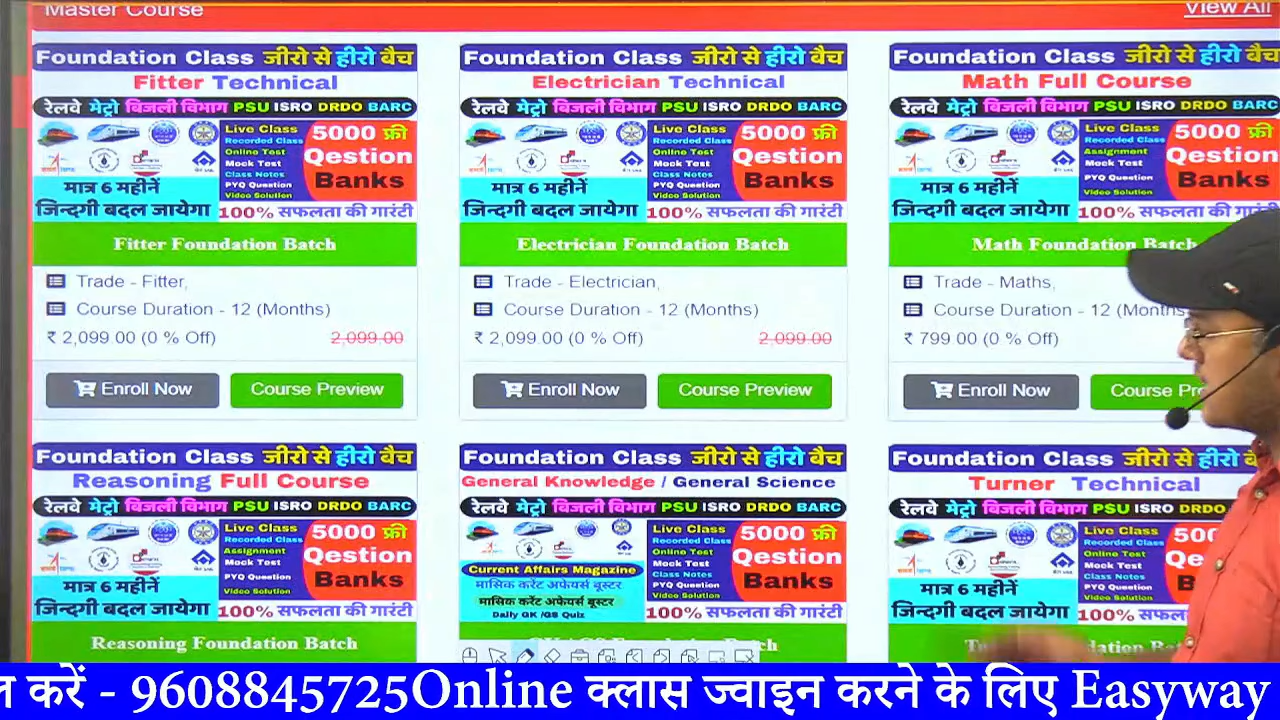 Master Course
View All
Foundation Class जीरो से हीरो बैच
Fitter Technical
रेलवे मेट्रो बिजली विभाग PSU ISRO DRDO BARC
Live Class
Recorded Class
Online Test
Mock Test
Class Notes
PYQ Question
Video Solution
5000 फ्री
Qestion
Banks
मात्र 6 महीनें
जिन्दगी बदल जायेगा
100% सफलता की गारंटी
Fitter Foundation Batch
Trade - Fitter,
Course Duration - 12 (Months)
₹ 2,099.00 (0 % Off)
2,099.00
Enroll Now
Course Preview
Foundation Class जीरो से हीरो बैच
Electrician Technical
रेलवे मेट्रो बिजली विभाग PSU ISRO DRDO BARC
Live Class
Recorded Class
Online Test
Mock Test
Class Notes
PYQ Question
Video Solution
5000 फ्री
Qestion
Banks
मात्र 6 महीनें
जिन्दगी बदल जायेगा
100% सफलता की गारंटी
Electrician Foundation Batch
Trade - Electrician,
Course Duration - 12 (Months)
₹ 2,099.00 (0 % Off)
2,099.00
Enroll Now
Course Preview
Foundation Class जीरो से हीरो बैच
Math Full Course
रेलवे मेट्रो बिजली विभाग PSU ISRO DRDO BARC
Live Class
Recorded Class
Assignment
Mock Test
PYQ Question
Video Solution
5000 फ्री
Qestion
Banks
मात्र 6 महीनें
जिन्दगी बदल जायेगा
100% सफलता की
Math Foundation Batch
Trade - Maths,
Course Duration - 12 (Months
₹ 799.00 (0 % Off)
Enroll Now
Course Pre
Foundation Class जीरो से हीरो बैच
Reasoning Full Course
रेलवे मेट्रो बिजली विभाग PSU ISRO DRDO BARC
Live Class
Recorded Class
Assignment
Mock Test
PYQ Question
Video Solution
5000 फ्री
Qestion
Banks
मात्र 6 महीनें
जिन्दगी बदल जायेगा
100% सफलता की गारंटी
Reasoning Foundation Batch
Foundation Class जीरो से हीरो बैच
General Knowledge / General Science
रेलवे मेट्रो बिजली विभाग PSU ISRO DRDO BARC
Current Affairs Magazine
मासिक करेंट अफेयर्स बूस्टर
मासिक करेंट अफेयर्स बूस्टर
Daily GK /GS Quiz
Live Class
Recorded Class
Online Test
Mock Test
Class Notes
PYQ Question
Video Solution
5000 फ्री
Qestion
Banks
100% सफलता की गारंटी
Foundation Class जीरो से हीरो
Turner Technical
रेलवे मेट्रो बिजली विभाग PSU ISRO DRDO
Live Class
Recorded Class
Online Test
Mock Test
Class Notes
PYQ Question
Video Solution
मात्र 6 महीनें
जिन्दगी बदल जायेगा
100%
करें - 9608845725Online क्लास ज्वाइन करने के लिए Easyway